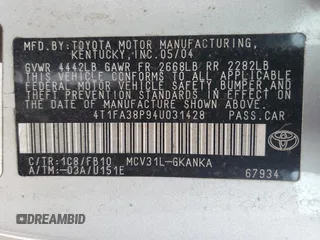 MFD.BY:TOYOTA MOTOR MANUFACTURING,
KENTUCKY,INC.05/04
GVWR 4442LB GAWR FR 2668LB RR 2282LB
THIS VEHICLE CONFORMS TO ALL APPLICABLE
FEDERAL MOTOR VEHICLE SAFETY, BUMPER,
AND THEFT PREVENTION STANDARDS IN EFFECT
ON THE DATE OF MANUFACTURE SHOWN ABOVE.
4T1FA38P94U031428 PASS.CAR
C/TR:1C8/FB10 MCV31L-GKANKA
A/TM:-03A/U151E
TOYOTA
67934
DREAMBID